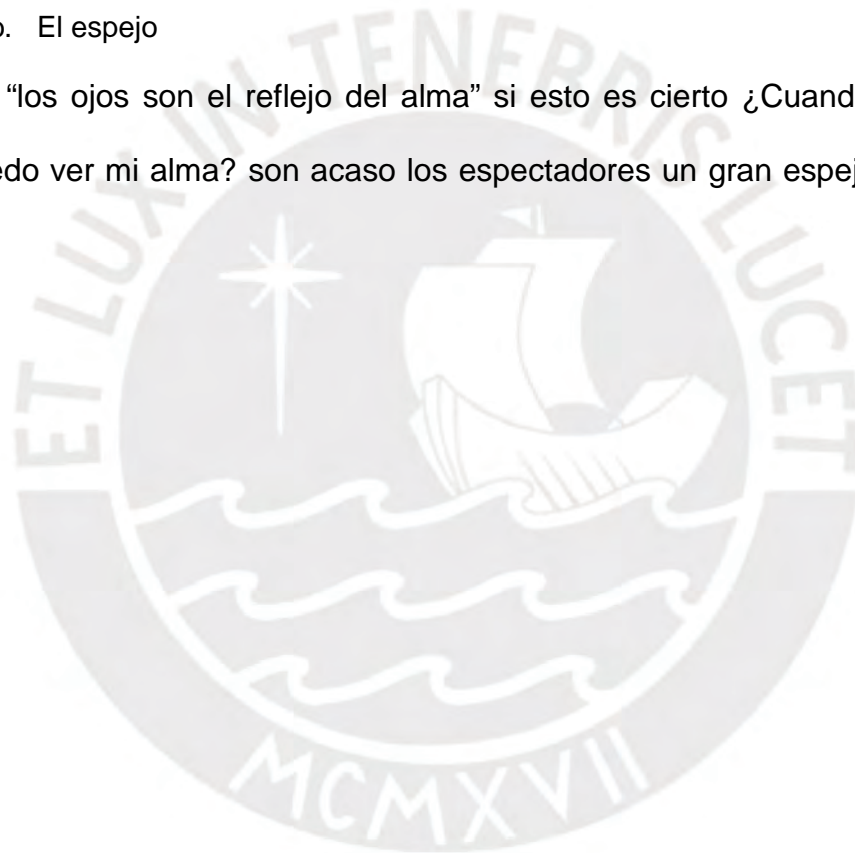 o. El espejo
“los ojos son el reflejo del alma” si esto es cierto ¿Cuand
edo ver mi alma? son acaso los espectadores un gran espej
ET LUX IN TENEBRIS LUCET
MCMXVII